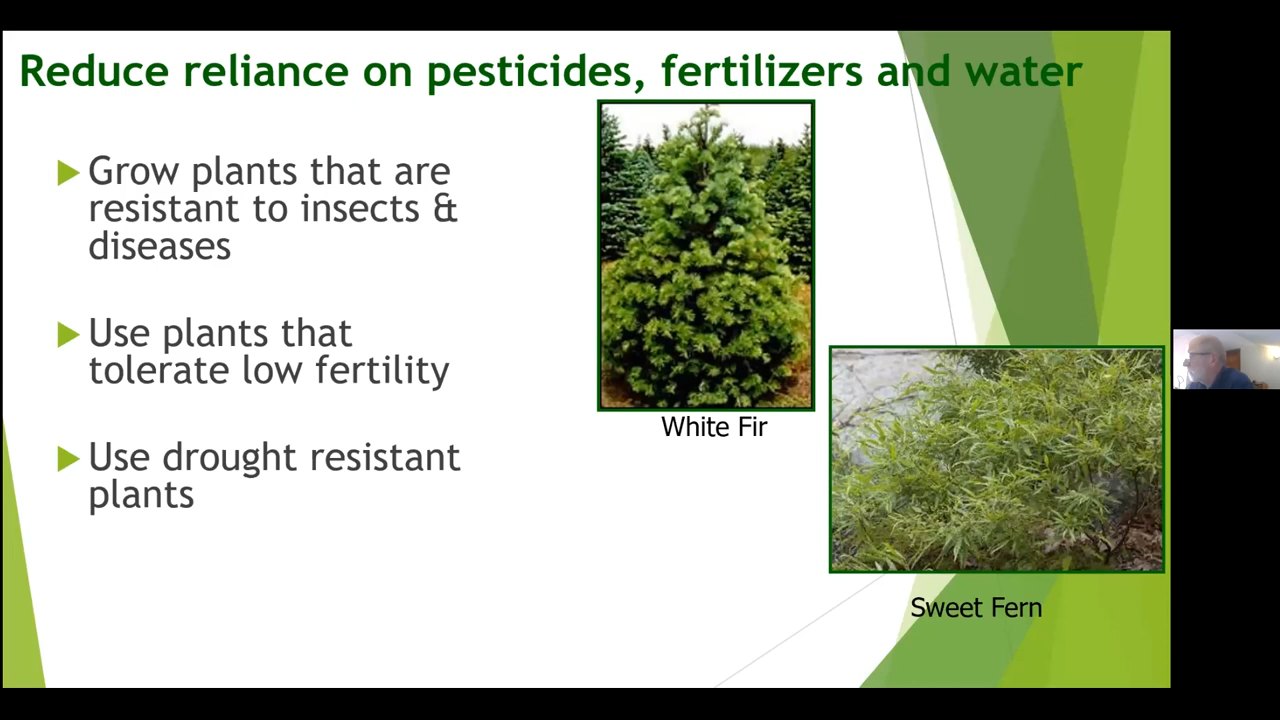 Reduce reliance on pesticides, fertilizers and water
Grow plants that are
resistant to insects &
diseases
Use plants that
tolerate low fertility
Use drought resistant
plants
White Fir
Sweet Fern